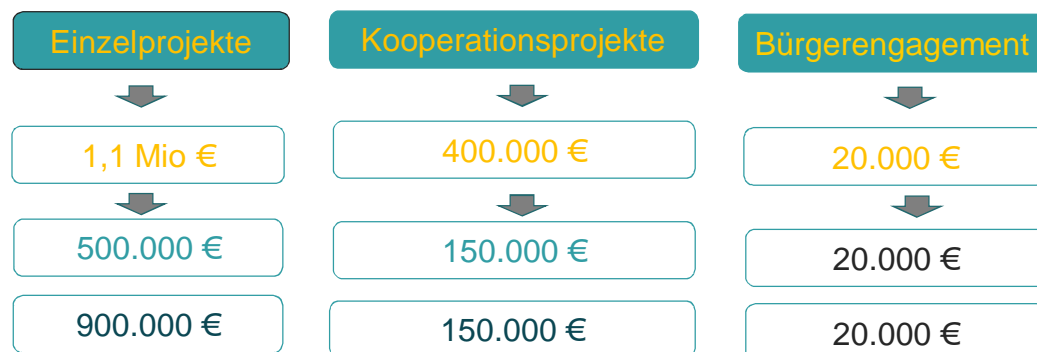 Einzelprojekte
Kooperationsprojekte
Bürgerengagement
1,1 Mio €
400.000 €
20.000 €
500.000 €
150.000 €
20.000 €
900.000 €
150.000 €
20.000 €